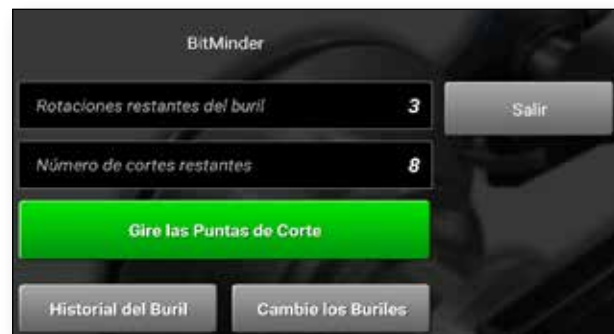 BitMinder
Rotaciones restantes del buril 3
Salir
Número de cortes restantes 8
Gire las Puntas de Corte
Historial del Buril
Cambie los Buriles